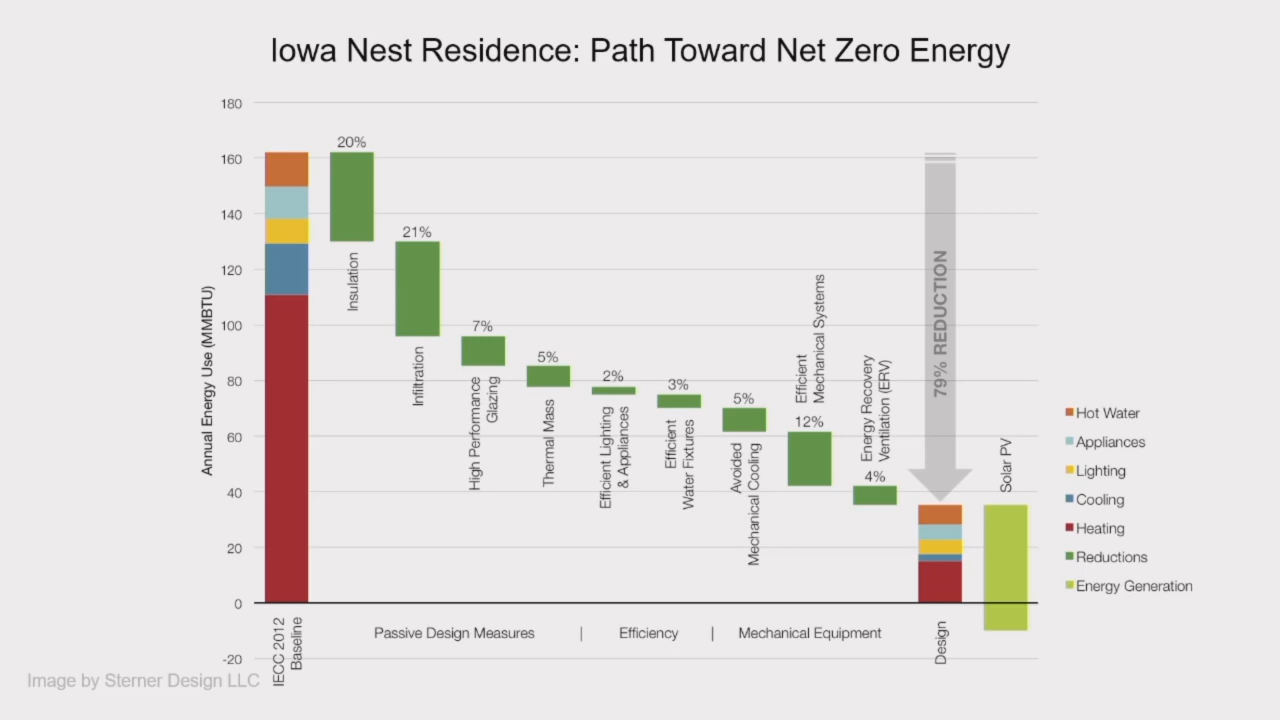 Iowa Nest Residence: Path Toward Net Zero Energy
Annual Energy Use (MMBTU)
180
160
140
120
100
80
60
40
20
0
-20
20%
Insulation
21%
Infiltration
7%
High Performance
Glazing
5%
Thermal Mass
2%
Efficient Lighting
& Appliances
3%
Efficient
Water Fixtures
5%
Avoided
Mechanical Cooling
Efficient
Mechanical Systems
12%
Energy Recovery
Ventilation (ERV)
4%
79% REDUCTION
Solar PV
Hot Water
Appliances
Lighting
Cooling
Heating
Reductions
Energy Generation
IECC 2012
Baseline
Passive Design Measures | Efficiency | Mechanical Equipment
Design
Image by Sterner Design LLC